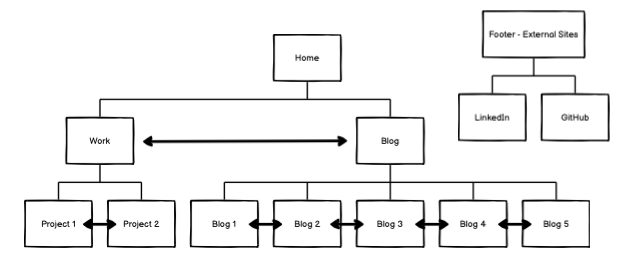 Footer - External Sites
Home
LinkedIn
GitHub
Work
Blog
Project 1
Project 2
Blog 1
Blog 2
Blog 3
Blog 4
Blog 5